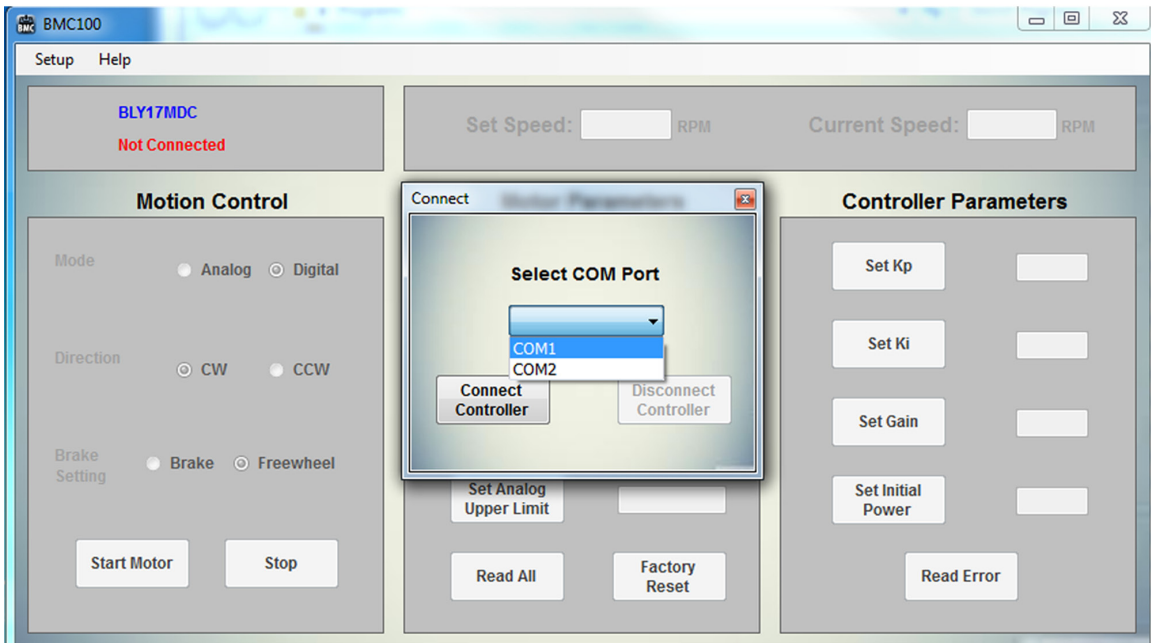 BMC BMC100
Setup Help
BLY17MDC
Not Connected
Set Speed: RPM
Current Speed: RPM
Motion Control
Mode
Analog Digital
Direction
CW CCW
Brake
Setting
Brake Freewheel
Start Motor Stop
Connect
Motor Parameters
Select COM Port
COM1
COM2
Connect
Controller
Disconnect
Controller
Set Analog
Upper Limit
Read All
Factory
Reset
Controller Parameters
Set Kp
Set Ki
Set Gain
Set Initial
Power
Read Error